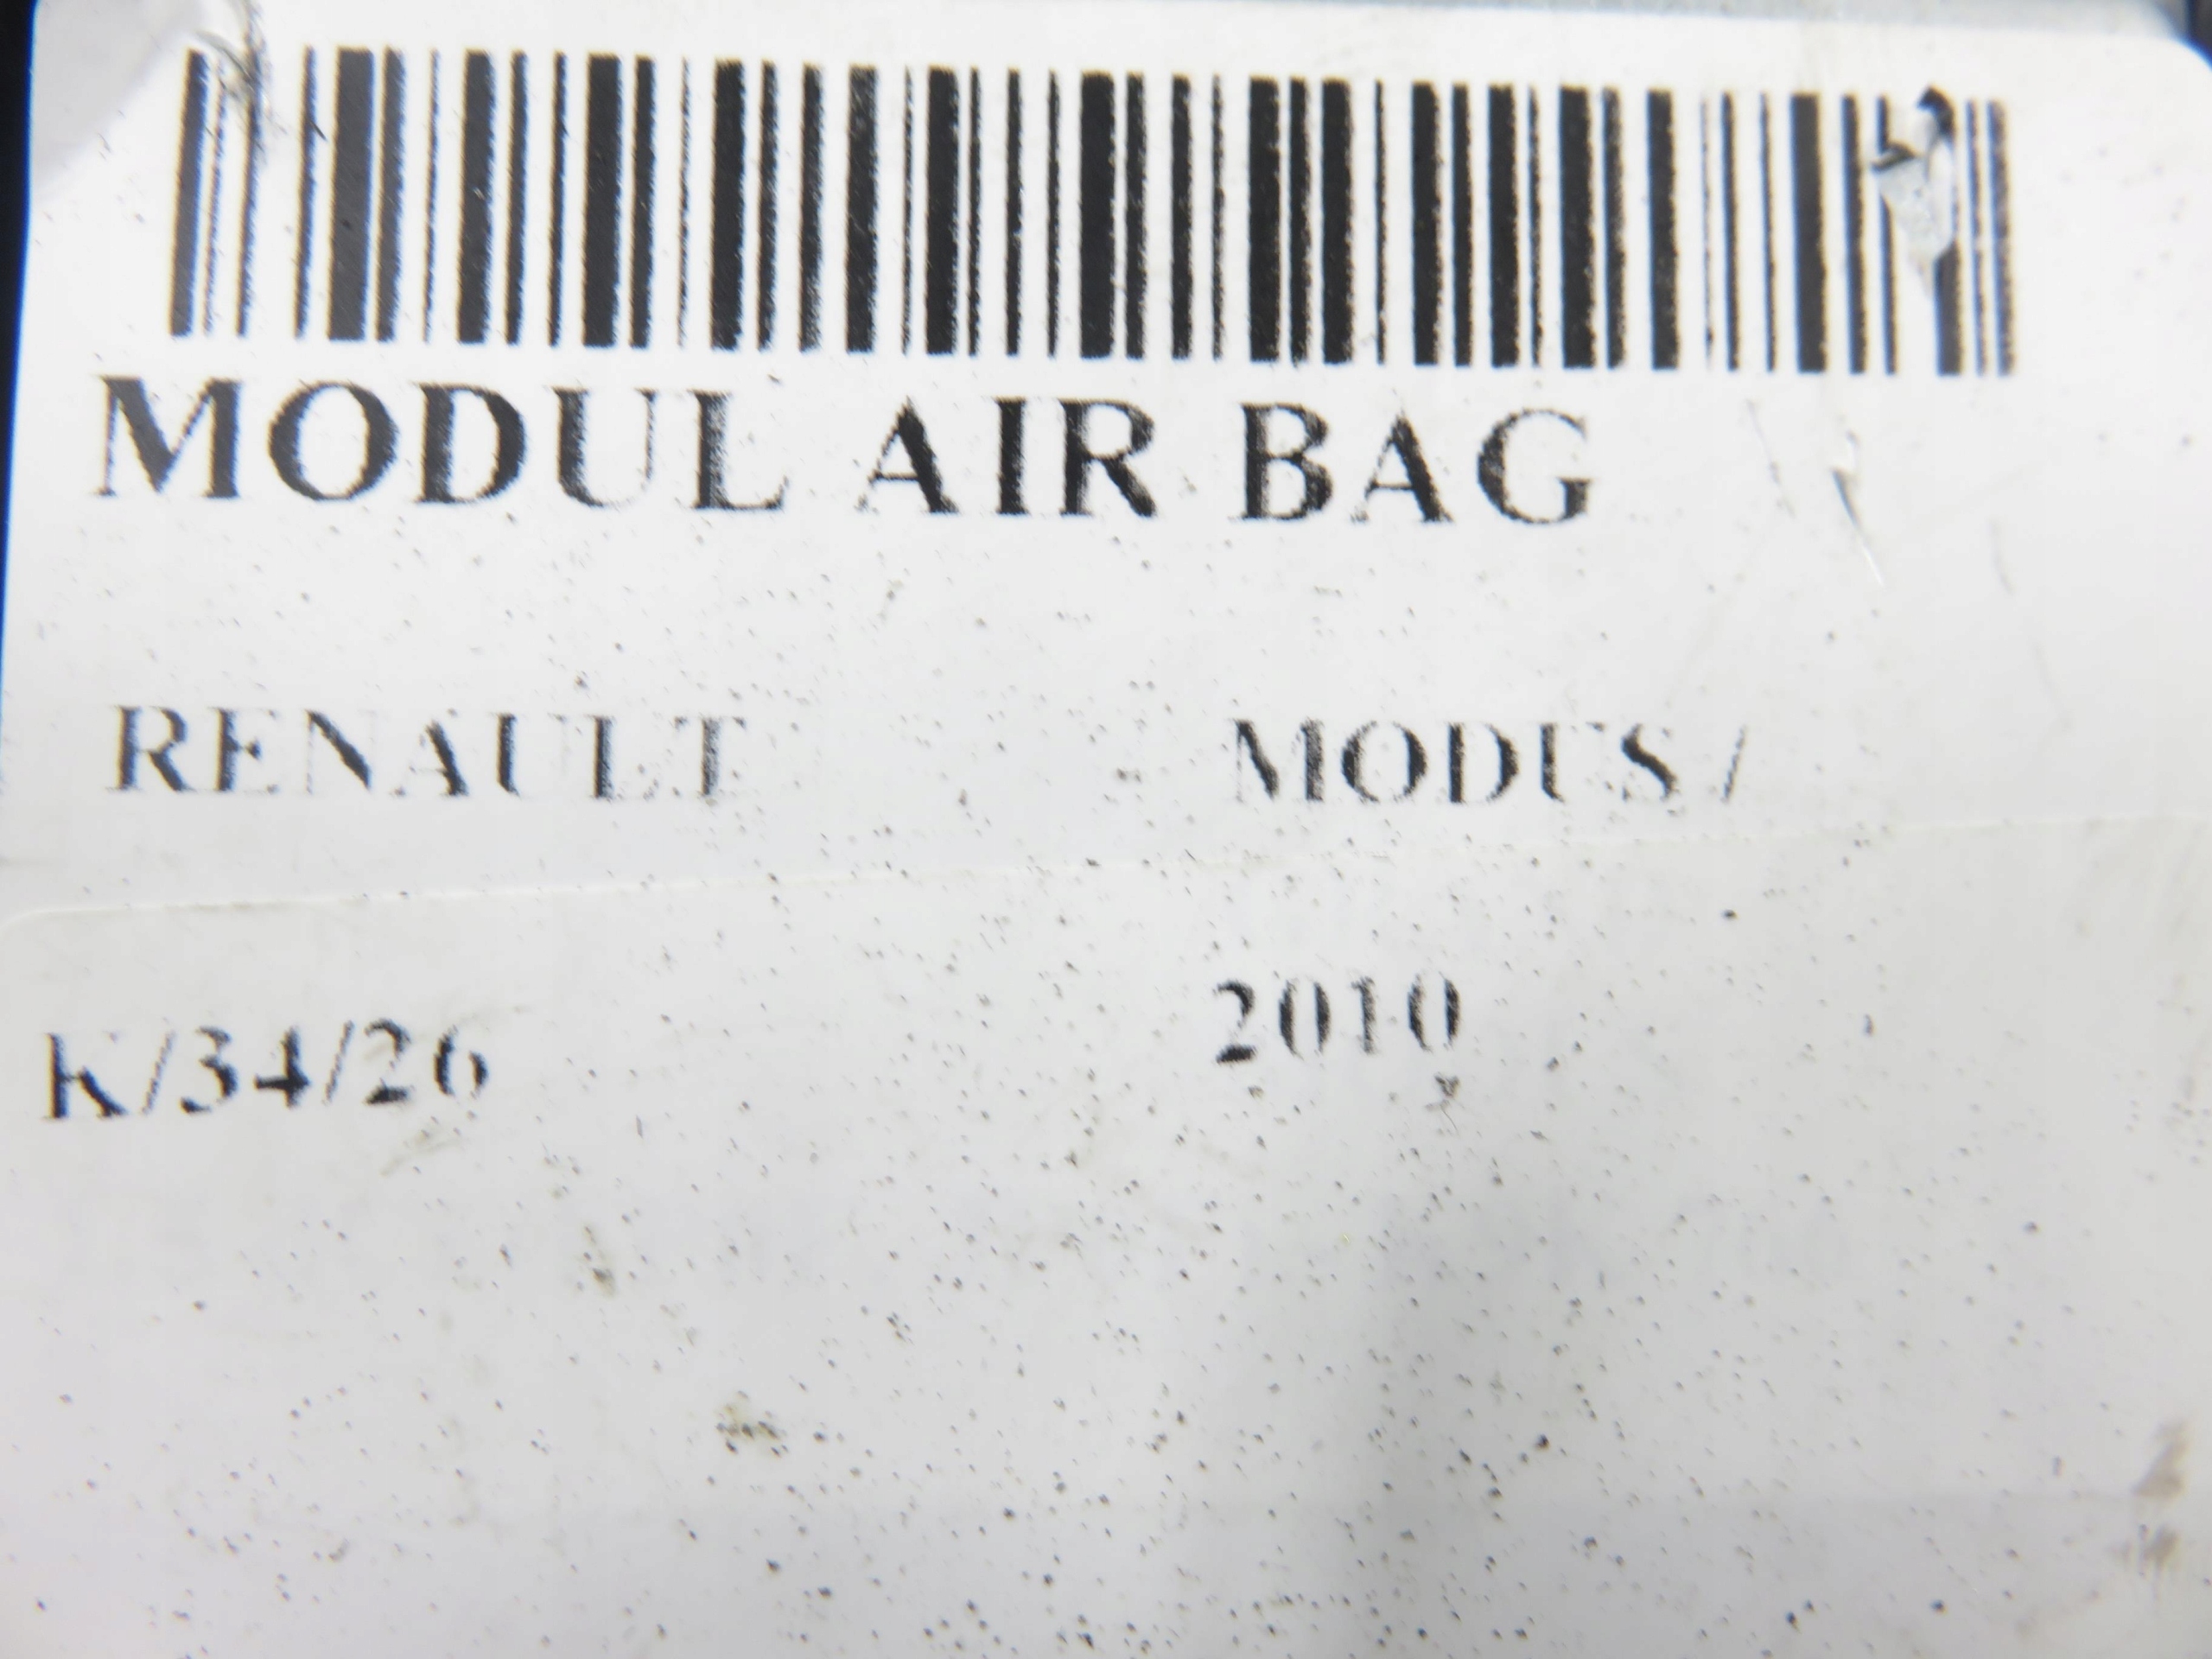 MODUL AIR BAG
RENAULT MODUS /
K/34/26 2010